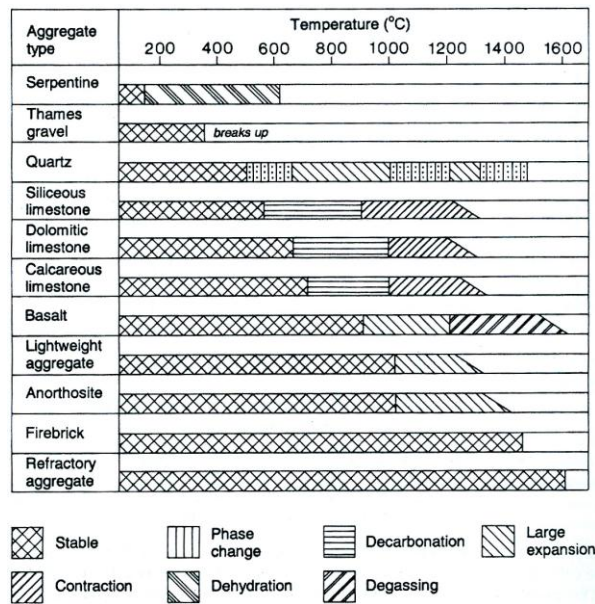 Aggregate
type
Temperature (°C)
200 400 600 800 1000 1200 1400 1600
Serpentine
Thames
gravel
breaks up
Quartz
Siliceous
limestone
Dolomitic
limestone
Calcareous
limestone
Basalt
Lightweight
aggregate
Anorthosite
Firebrick
Refractory
aggregate
Stable
Phase
change
Decarbonation
Large
expansion
Contraction
Dehydration
Degassing